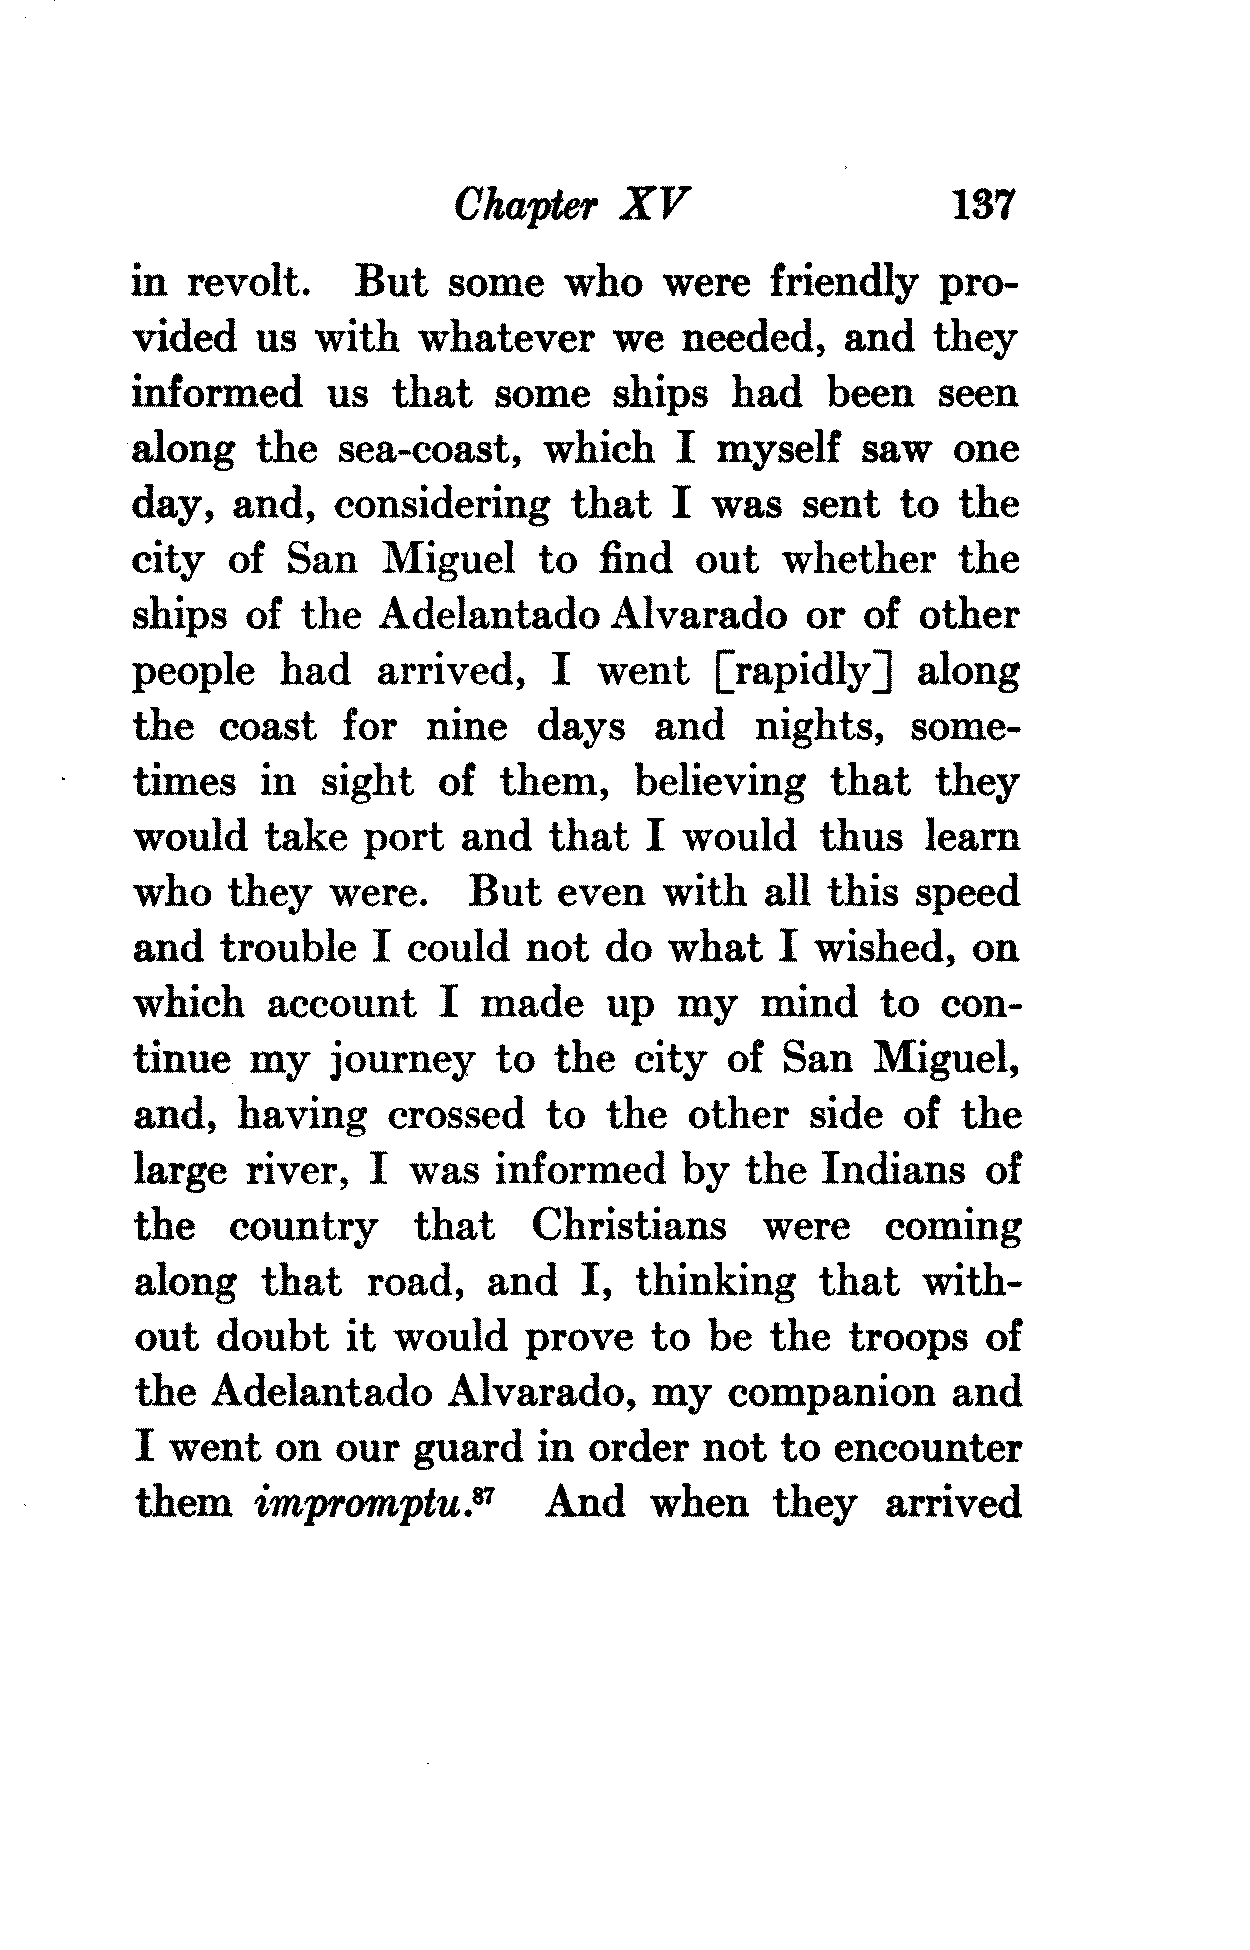 Chapter XV 137
in revolt. But some who were friendly pro-
vided us with whatever we needed, and they
informed us that some ships had been seen
along the sea-coast, which I myself saw one
day, and, considering that I was sent to the
city of San Miguel to find out whether the
ships of the Adelantado Alvarado or of other
people had arrived, I went [rapidly] along
the coast for nine days and nights, some-
times in sight of them, believing that they
would take port and that I would thus learn
who they were. But even with all this speed
and trouble I could not do what I wished, on
which account I made up my mind to con-
tinue my journey to the city of San Miguel,
and, having crossed to the other side of the
large river, I was informed by the Indians of
the country that Christians were coming
along that road, and I, thinking that with-
out doubt it would prove to be the troops of
the Adelantado Alvarado, my companion and
I went on our guard in order not to encounter
them impromptu.⁸⁷ And when they arrived